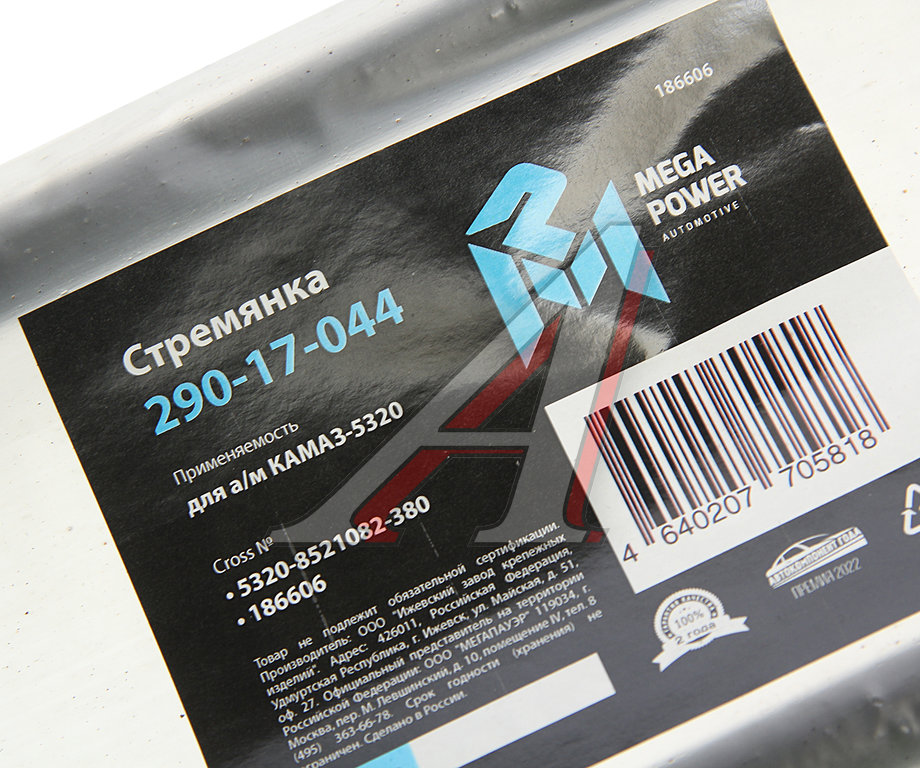 186606
MEGA
POWER
AUTOMOTIVE
Стремянка
290-17-044
Применяемость
для а/м КАМАЗ-5320
Cross №
• 5320-8521082-380
• 186606
Товар не подлежит обязательной сертификации.
Производитель: ООО "Ижевский завод крепежных
изделий". Адрес: 426011, Российская Федерация,
Удмуртская Республика, г. Ижевск, ул. Майская, д. 51,
оф. 27. Официальный представитель на территории
Российской Федерации: ООО "МЕГАПАУЭР" 119034, г.
Москва, пер. М. Левшинский, д. 10, помещение IV, тел. 8
(495) 363-66-78. Срок годности (хранения) не
ограничен. Сделано в России.
4 640207 705818
АВТОКОМПОНЕНТ ГОДА
ПРЕМИЯ 2022
100%
2 года